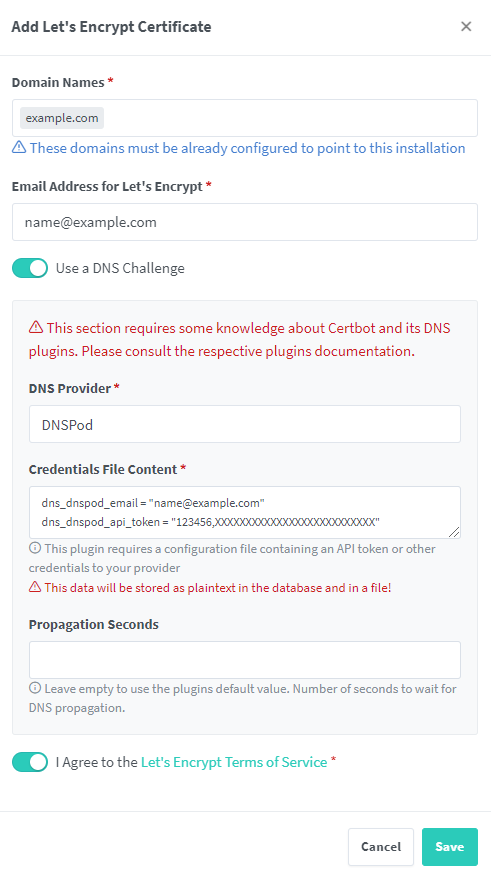 Add Let's Encrypt Certificate
Domain Names *
example.com
These domains must be already configured to point to this installation
Email Address for Let's Encrypt *
name@example.com
Use a DNS Challenge
This section requires some knowledge about Certbot and its DNS
plugins. Please consult the respective plugins documentation.
DNS Provider *
DNSPod
Credentials File Content *
dns_dnspod_email = "name@example.com"
dns_dnspod_api_token = "123456,XXXXXXXXXXXXXXXXXXXXXXXXXX"
This plugin requires a configuration file containing an API token or other
credentials to your provider
This data will be stored as plaintext in the database and in a file!
Propagation Seconds
Leave empty to use the plugins default value. Number of seconds to wait for
DNS propagation.
I Agree to the Let's Encrypt Terms of Service *
Cancel
Save